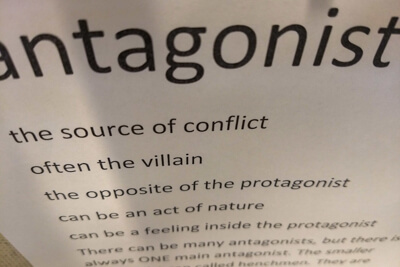 antagonist
the source of conflict
often the villain
the opposite of the protagonist
can be an act of nature
can be a feeling inside the protagonist
There can be many antagonists, but there is
always ONE main antagonist. The smaller
called henchmen. They are